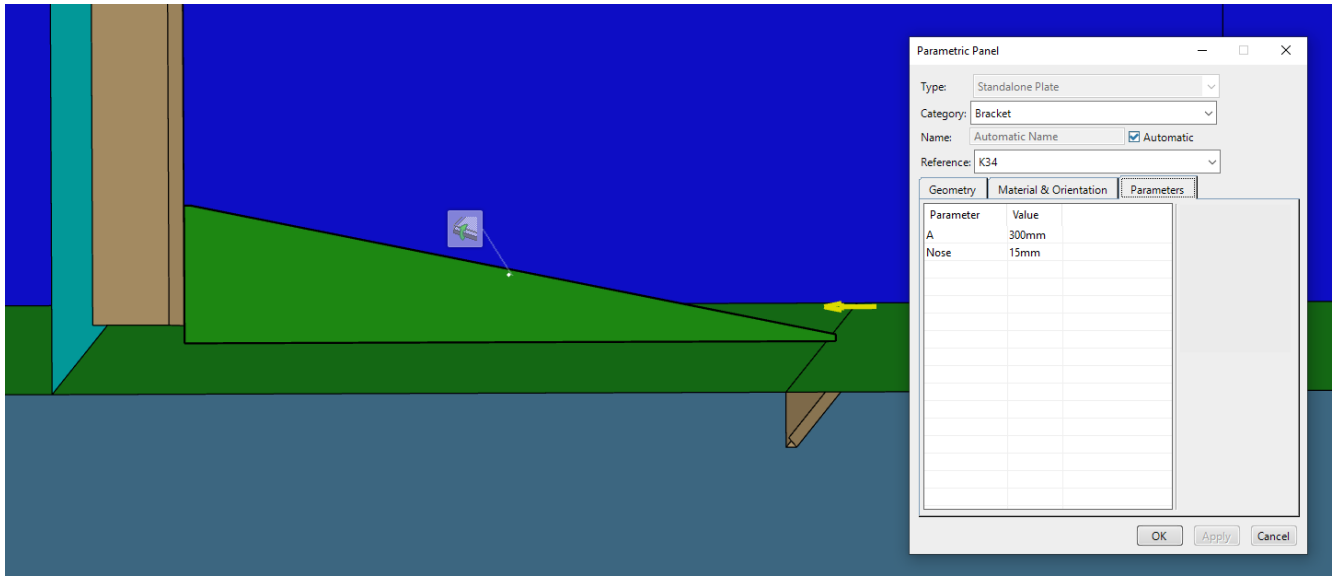 Parametric Panel
Type: Standalone Plate
Category: Bracket
Name: Automatic Name Automatic
Reference: K34
Geometry Material & Orientation Parameters
Parameter Value
A 300mm
Nose 15mm
OK Apply Cancel